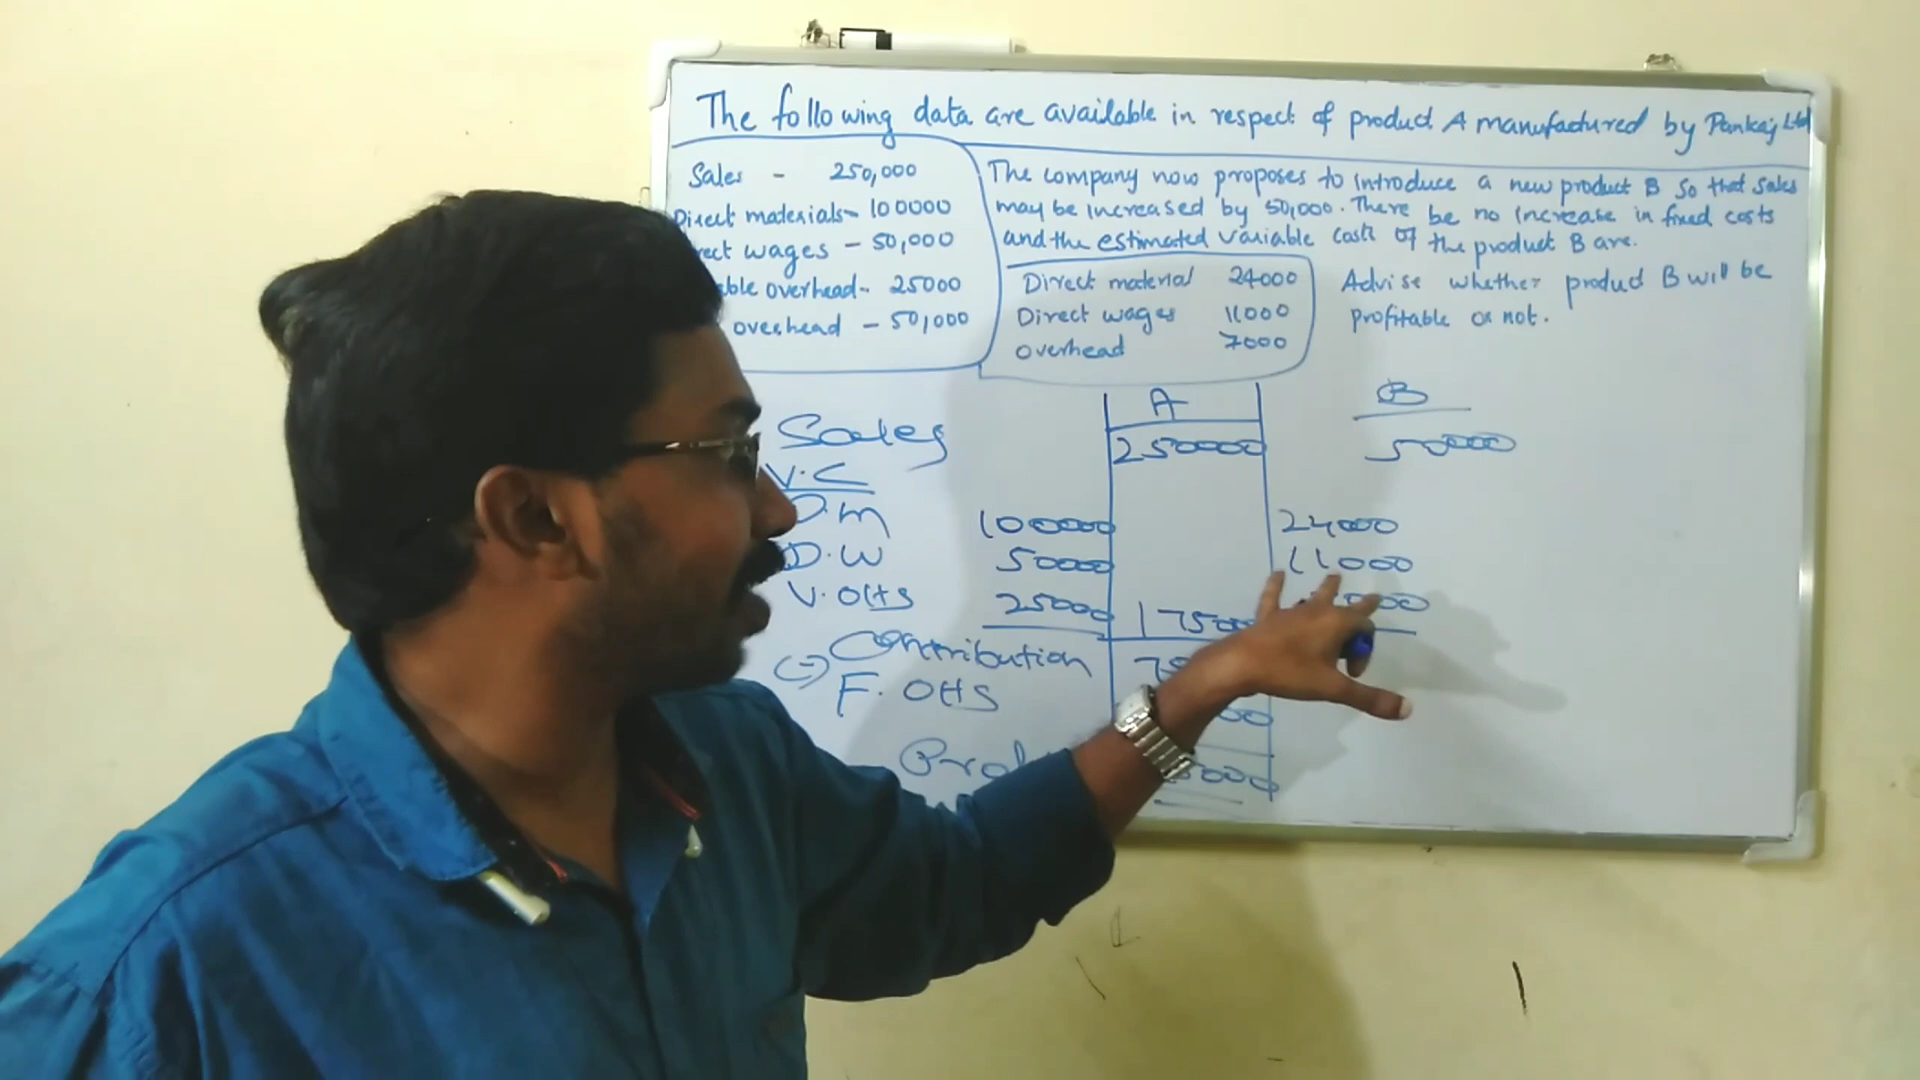 The following data are available in respect of product A manufactured by Pankaj Ltd
Sales - 250,000
Direct materials - 100000
wages - 50,000
overhead - 25000
overhead - 50,000
The company now proposes to introduce a new product B so that sales
may be increased by 50,000. There be no increase in fixed costs
and the estimated variable costs of the product B are.
Direct material 24000
Direct wages 11000
overhead 7000
Advise whether product B will be
profitable or not.
A B
Sales 250000 50000
V.C
D.M 100000 24000
D.W 50000 11000
V.OHS 25000
(-) Contribution
F.OHS